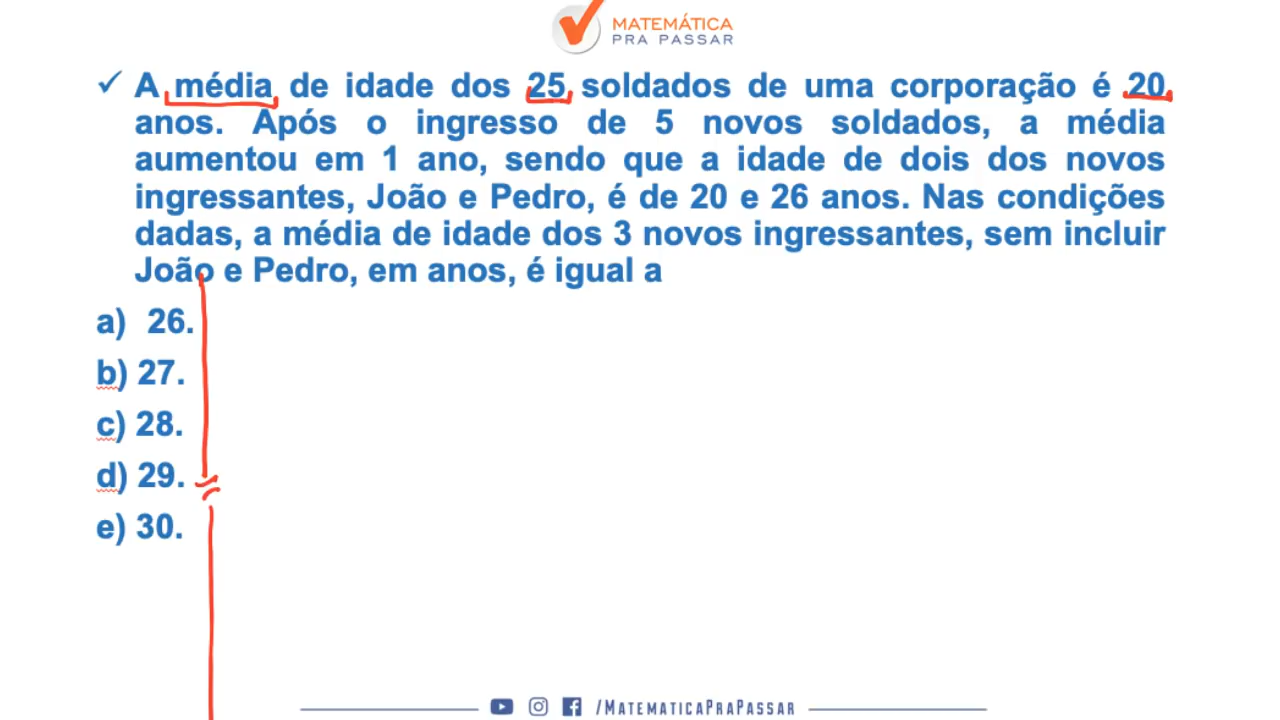 MATEMÁTICA
PRA PASSAR
✓ A média de idade dos 25 soldados de uma corporação é 20
anos. Após o ingresso de 5 novos soldados, a média
aumentou em 1 ano, sendo que a idade de dois dos novos
ingressantes, João e Pedro, é de 20 e 26 anos. Nas condições
dadas, a média de idade dos 3 novos ingressantes, sem incluir
João e Pedro, em anos, é igual a
a) 26.
b) 27.
c) 28.
d) 29.
e) 30.
/MATEMATICAPRAPASSAR